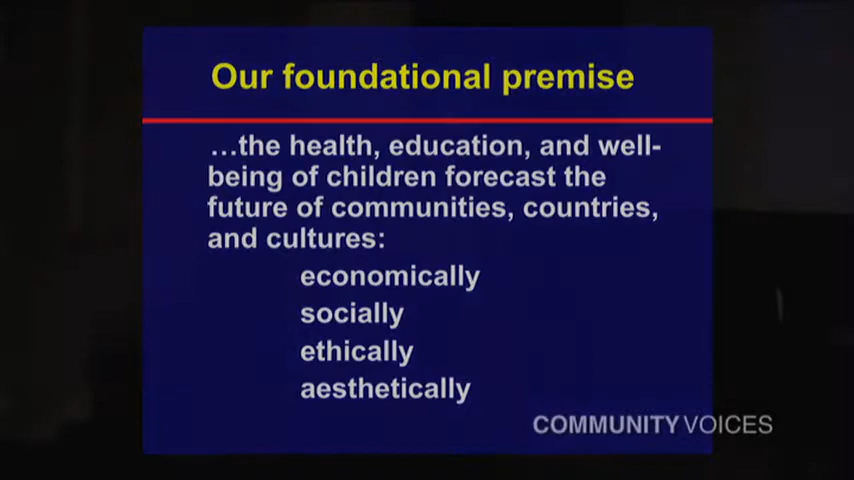 Our foundational premise
...the health, education, and well-
being of children forecast the
future of communities, countries,
and cultures:
economically
socially
ethically
aesthetically
COMMUNITY VOICES